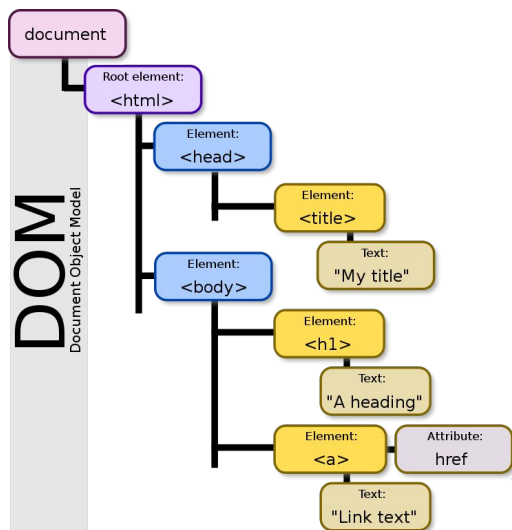 document
Root element:
<html>
Element:
<head>
Element:
<title>
Text:
"My title"
Element:
<body>
Element:
<h1>
Text:
"A heading"
Element:
<a>
Attribute:
href
Text:
"Link text"
DOM
Document Object Model